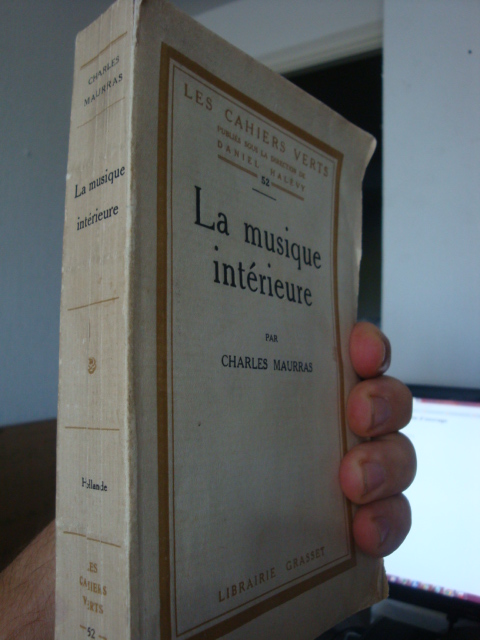 CHARLES
MAURRAS
La musique
intérieure
Hollande
LES
CAHIERS
VERTS
52
LES CAHIERS VERTS
PUBLIÉS SOUS LA DIRECTION DE
DANIEL HALÉVY
52
La musique
intérieure
PAR
CHARLES MAURRAS
LIBRAIRIE GRASSET